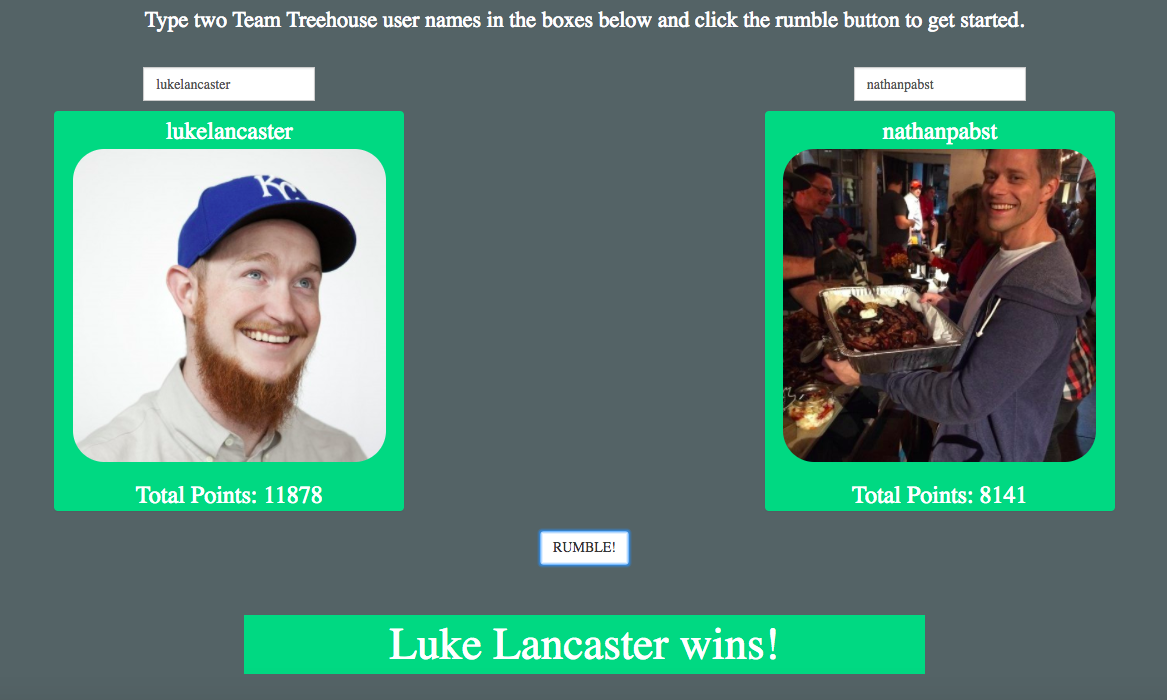 Type two Team Treehouse user names in the boxes below and click the rumble button to get started.
lukelancaster
nathanpabst
lukelancaster
nathanpabst
KC
Total Points: 11878
Total Points: 8141
RUMBLE!
Luke Lancaster wins!